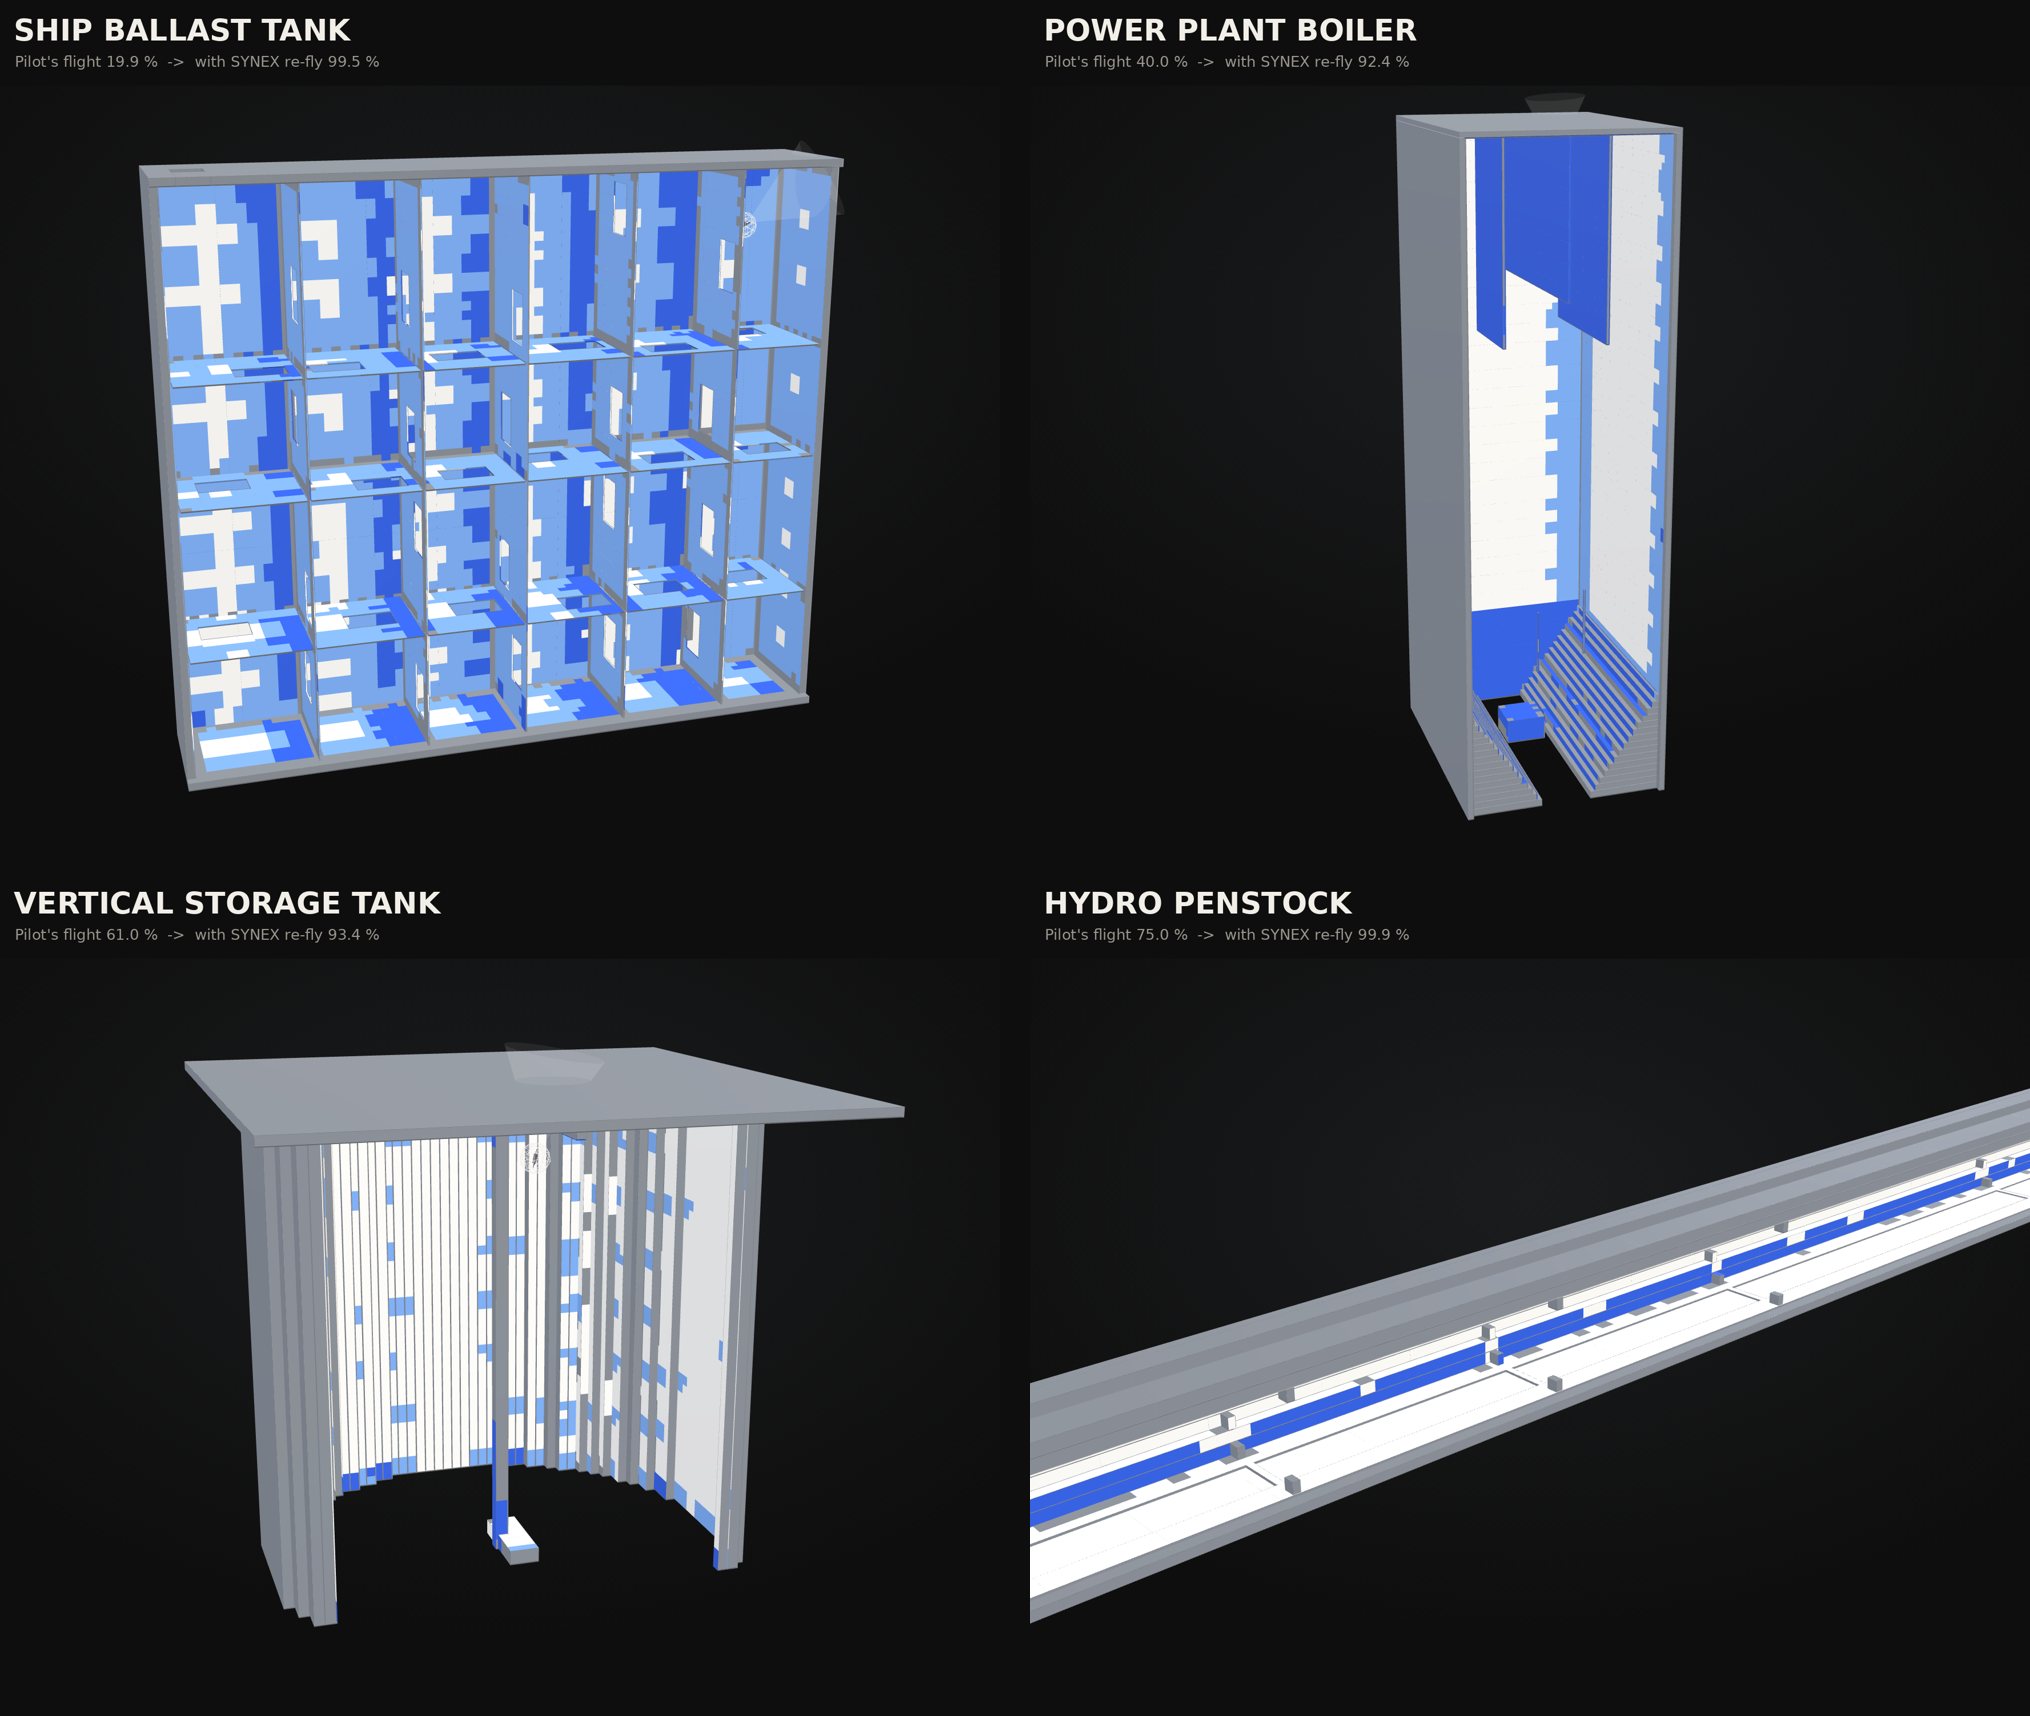 SHIP BALLAST TANK
Pilot's flight 19.9 %  ->  with SYNEX re-fly 99.5 %
POWER PLANT BOILER
Pilot's flight 40.0 %  ->  with SYNEX re-fly 92.4 %
VERTICAL STORAGE TANK
Pilot's flight 61.0 %  ->  with SYNEX re-fly 93.4 %
HYDRO PENSTOCK
Pilot's flight 75.0 %  ->  with SYNEX re-fly 99.9 %